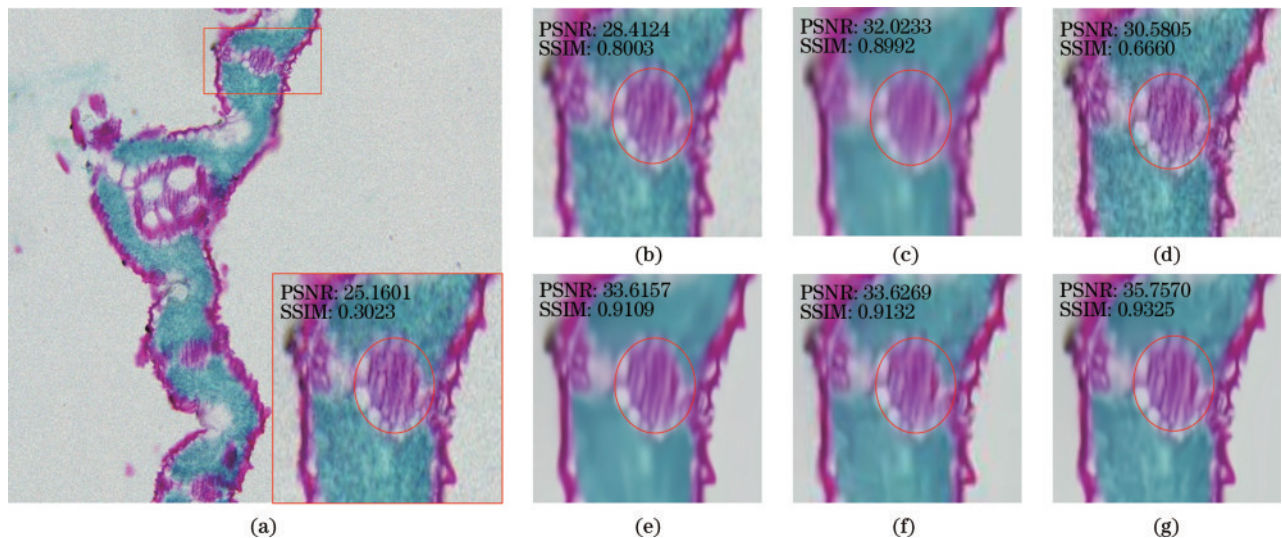 PSNR: 25.1601
SSIM: 0.3023
(a)
PSNR: 28.4124
SSIM: 0.8003
(b)
PSNR: 32.0233
SSIM: 0.8992
(c)
PSNR: 30.5805
SSIM: 0.6660
(d)
PSNR: 33.6157
SSIM: 0.9109
(e)
PSNR: 33.6269
SSIM: 0.9132
(f)
PSNR: 35.7570
SSIM: 0.9325
(g)